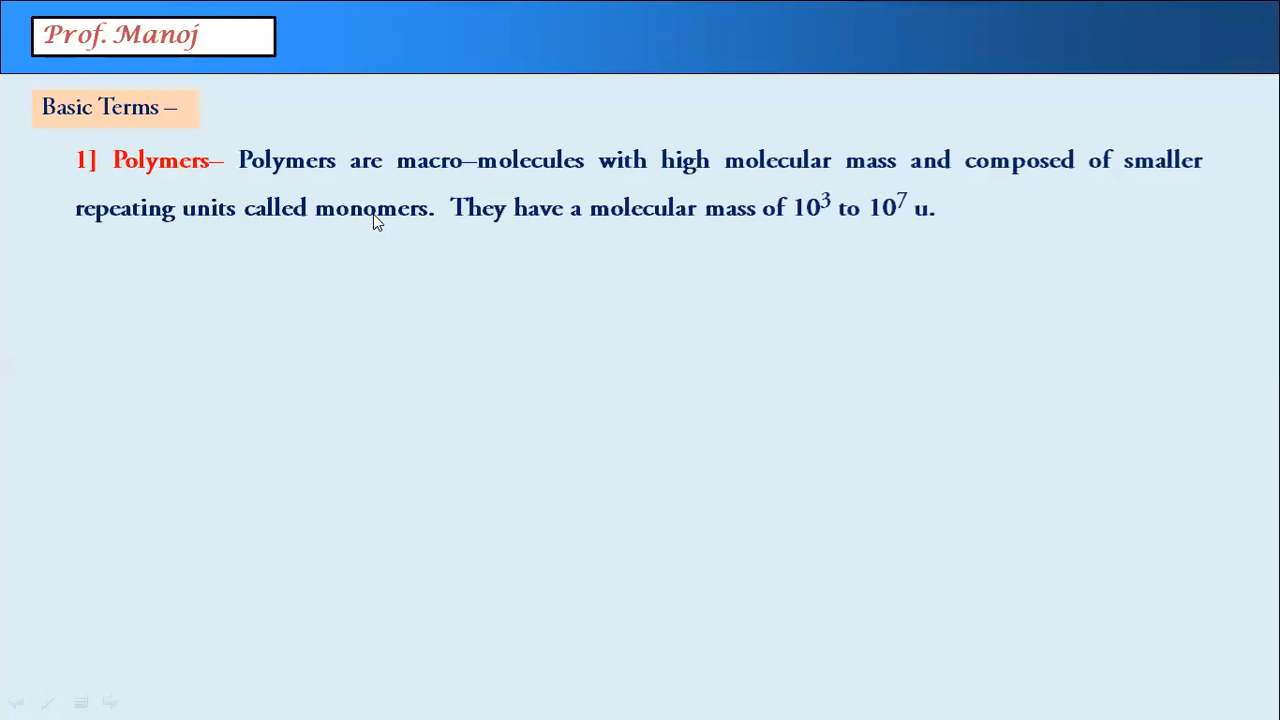 Prof. Manoj
Basic Terms –
1] Polymers– Polymers are macro–molecules with high molecular mass and composed of smaller
repeating units called monomers. They have a molecular mass of 10³ to 10⁷ u.